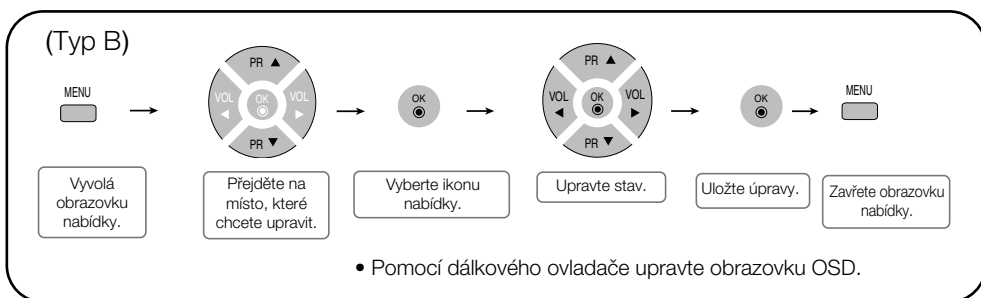 (Typ B)
MENU
PR ▲
VOL ◄
OK
VOL ►
PR ▼
OK
PR ▲
VOL ◄
OK
VOL ►
PR ▼
OK
MENU
Vyvolá
obrazovku
nabídky.
Přejděte na
místo, které
chcete upravit.
Vyberte ikonu
nabídky.
Upravte stav.
Uložte úpravy.
Zavřete obrazovku
nabídky.
• Pomocí dálkového ovladače upravte obrazovku OSD.